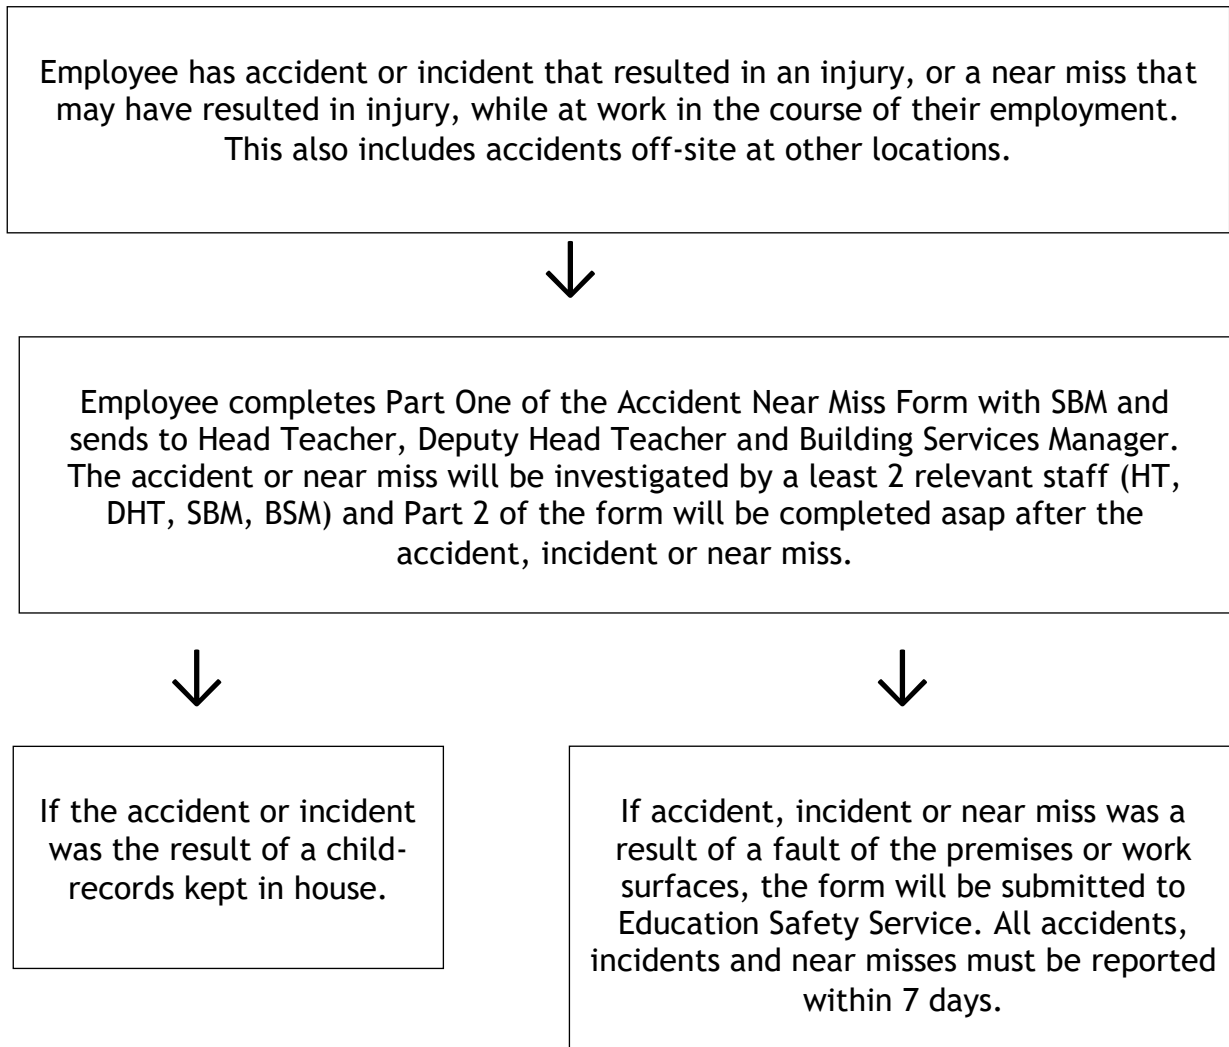 Employee has accident or incident that resulted in an injury, or a near miss that
may have resulted in injury, while at work in the course of their employment.
This also includes accidents off-site at other locations.
Employee completes Part One of the Accident Near Miss Form with SBM and
sends to Head Teacher, Deputy Head Teacher and Building Services Manager.
The accident or near miss will be investigated by a least 2 relevant staff (HT,
DHT, SBM, BSM) and Part 2 of the form will be completed asap after the
accident, incident or near miss.
If the accident or incident
was the result of a child-
records kept in house.
If accident, incident or near miss was a
result of a fault of the premises or work
surfaces, the form will be submitted to
Education Safety Service. All accidents,
incidents and near misses must be reported
within 7 days.